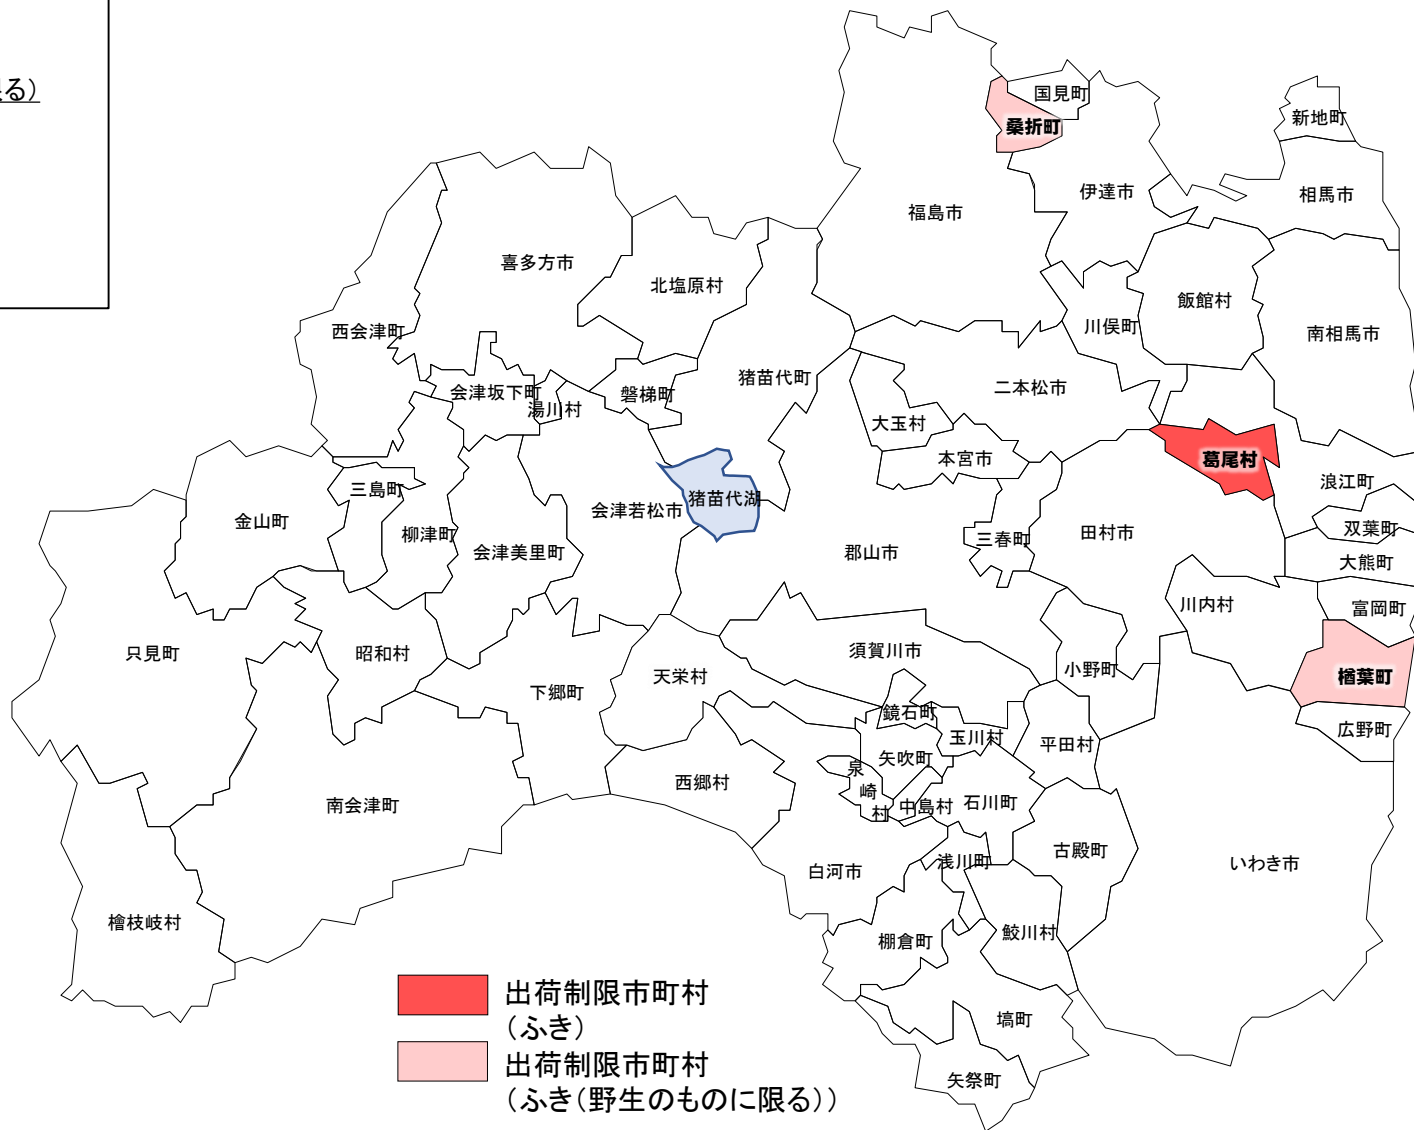 る）
国見町
桑折町
新地町
伊達市
相馬市
福島市
喜多方市
北塩原村
飯館村
西会津町
川俣町
南相馬市
猪苗代町
二本松市
会津坂下町
湯川村
磐梯町
大玉村
本宮市
葛尾村
三島町
浪江町
猪苗代湖
会津若松市
金山町
双葉町
柳津町
会津美里町
郡山市
三春町
田村市
大熊町
川内村
富岡町
只見町
昭和村
須賀川市
小野町
楢葉町
下郷町
天栄村
鏡石町
広野町
玉川村
平田村
矢吹町
泉
崎
村
西郷村
南会津町
中島村
石川町
古殿町
浅川町
白河市
いわき市
檜枝岐村
棚倉町
鮫川村
塙町
矢祭町
出荷制限市町村
（ふき）
出荷制限市町村
（ふき（野生のものに限る））